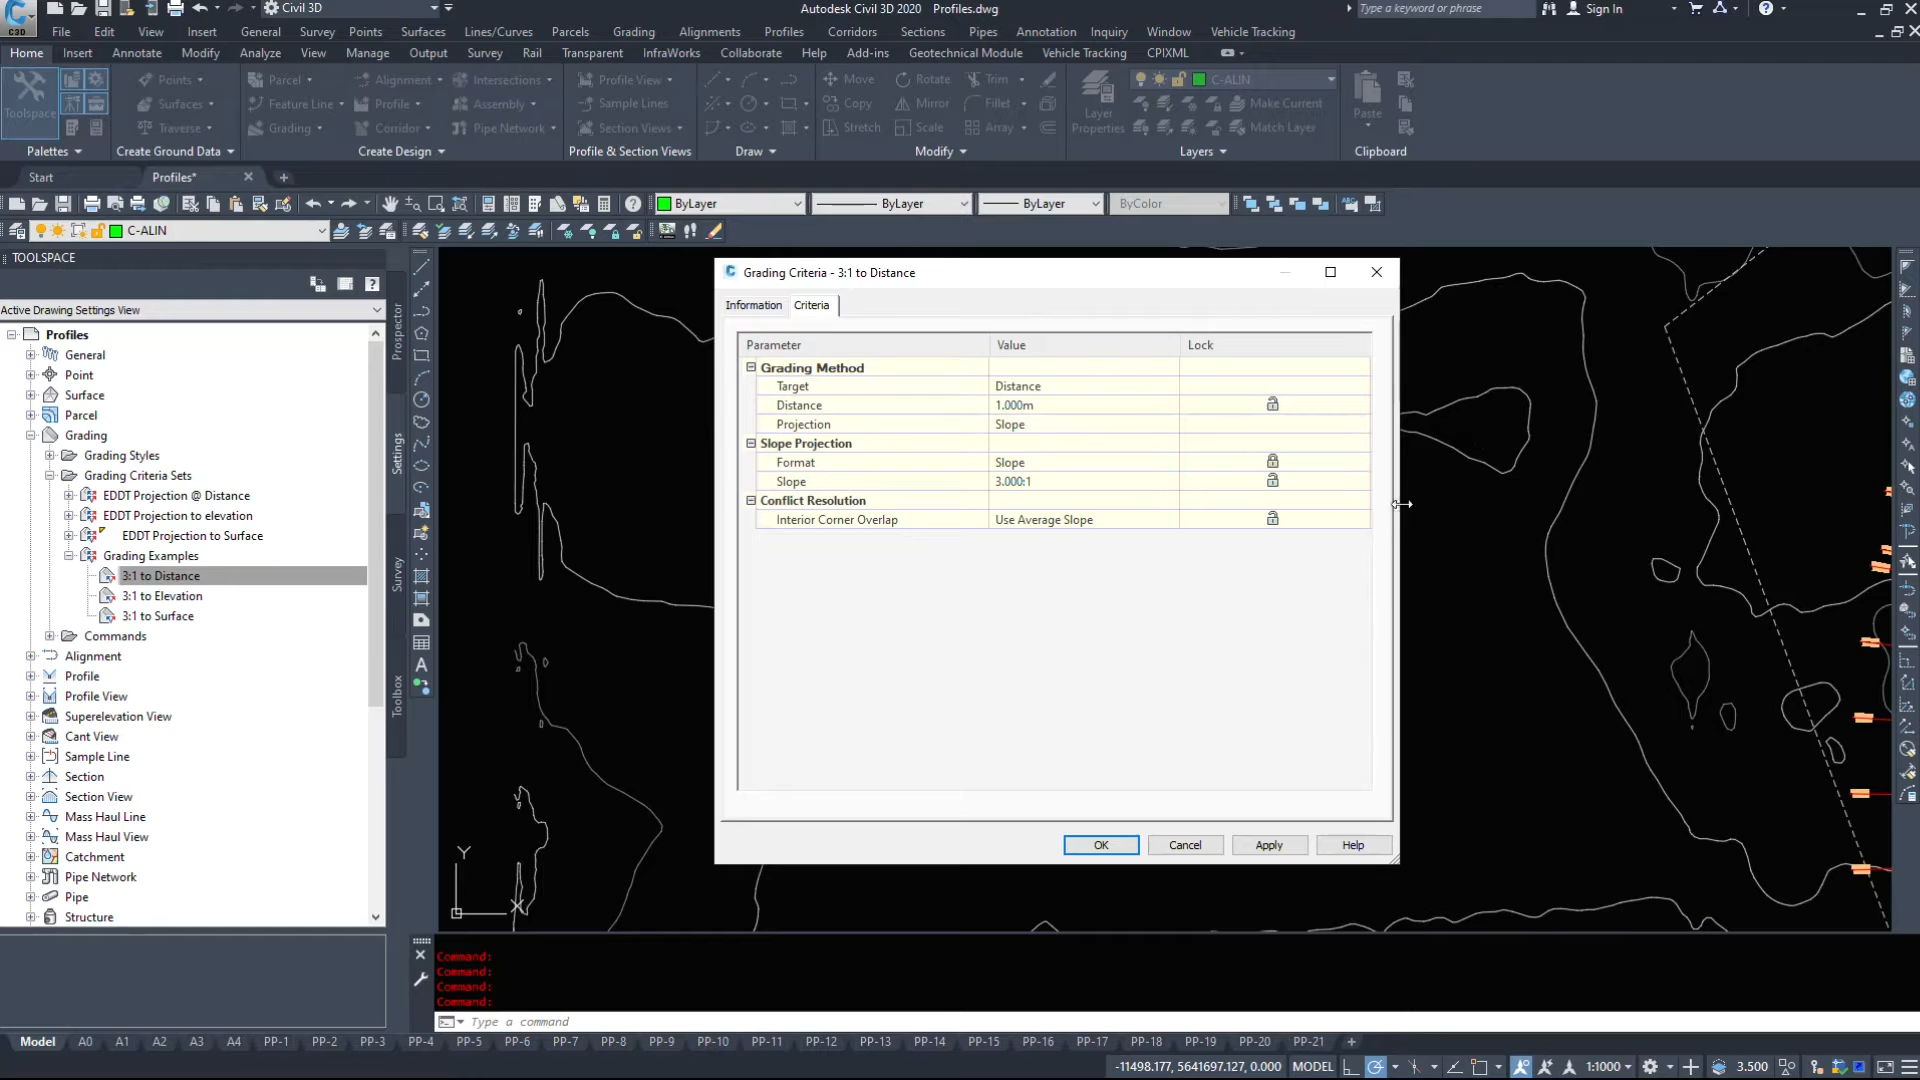 Civil 3D
Autodesk Civil 3D 2020 Profiles.dwg
Type a keyword or phrase
Sign In
C3D
File Edit View Insert General Survey Points Surfaces Lines/Curves Parcels Grading Alignments Profiles Corridors Sections Pipes Annotation Inquiry Window Vehicle Tracking
Home Insert Annotate Modify Analyze View Manage Output Survey Rail Transparent InfraWorks Collaborate Help Add-ins Geotechnical Module Vehicle Tracking CPIXML
Points Parcel Alignment Intersections Profile View Move Rotate Trim C-ALIN
Toolspace Surfaces Feature Line Profile Assembly Sample Lines Copy Mirror Fillet Layer Properties Make Current Paste
Traverse Grading Corridor Pipe Network Section Views Stretch Scale Array Match Layer
Palettes Create Ground Data Create Design Profile & Section Views Draw Modify Layers Clipboard
Start Profiles*
ByLayer ByLayer ByLayer ByColor
C-ALIN
TOOLSPACE
Active Drawing Settings View
Profiles
General
Point
Surface
Parcel
Grading
Grading Styles
Grading Criteria Sets
EDDT Projection @ Distance
EDDT Projection to elevation
EDDT Projection to Surface
Grading Examples
3:1 to Distance
3:1 to Elevation
3:1 to Surface
Commands
Alignment
Profile
Profile View
Superelevation View
Cant View
Sample Line
Section
Section View
Mass Haul Line
Mass Haul View
Catchment
Pipe Network
Pipe
Structure
Prospector
Settings
Survey
Toolbox
Grading Criteria - 3:1 to Distance
Information Criteria
Parameter Value Lock
Grading Method
Target Distance
Distance 1.000m
Projection Slope
Slope Projection
Format Slope
Slope 3.000:1
Conflict Resolution
Interior Corner Overlap Use Average Slope
OK Cancel Apply Help
Y
X
Command:
Command:
Command:
Command:
Type a command
Model A0 A1 A2 A3 A4 PP-1 PP-2 PP-3 PP-4 PP-5 PP-6 PP-7 PP-8 PP-9 PP-10 PP-11 PP-12 PP-13 PP-14 PP-15 PP-16 PP-17 PP-18 PP-19 PP-20 PP-21
-11498.177, 5641697.127, 0.000 MODEL 1:1000 3.500